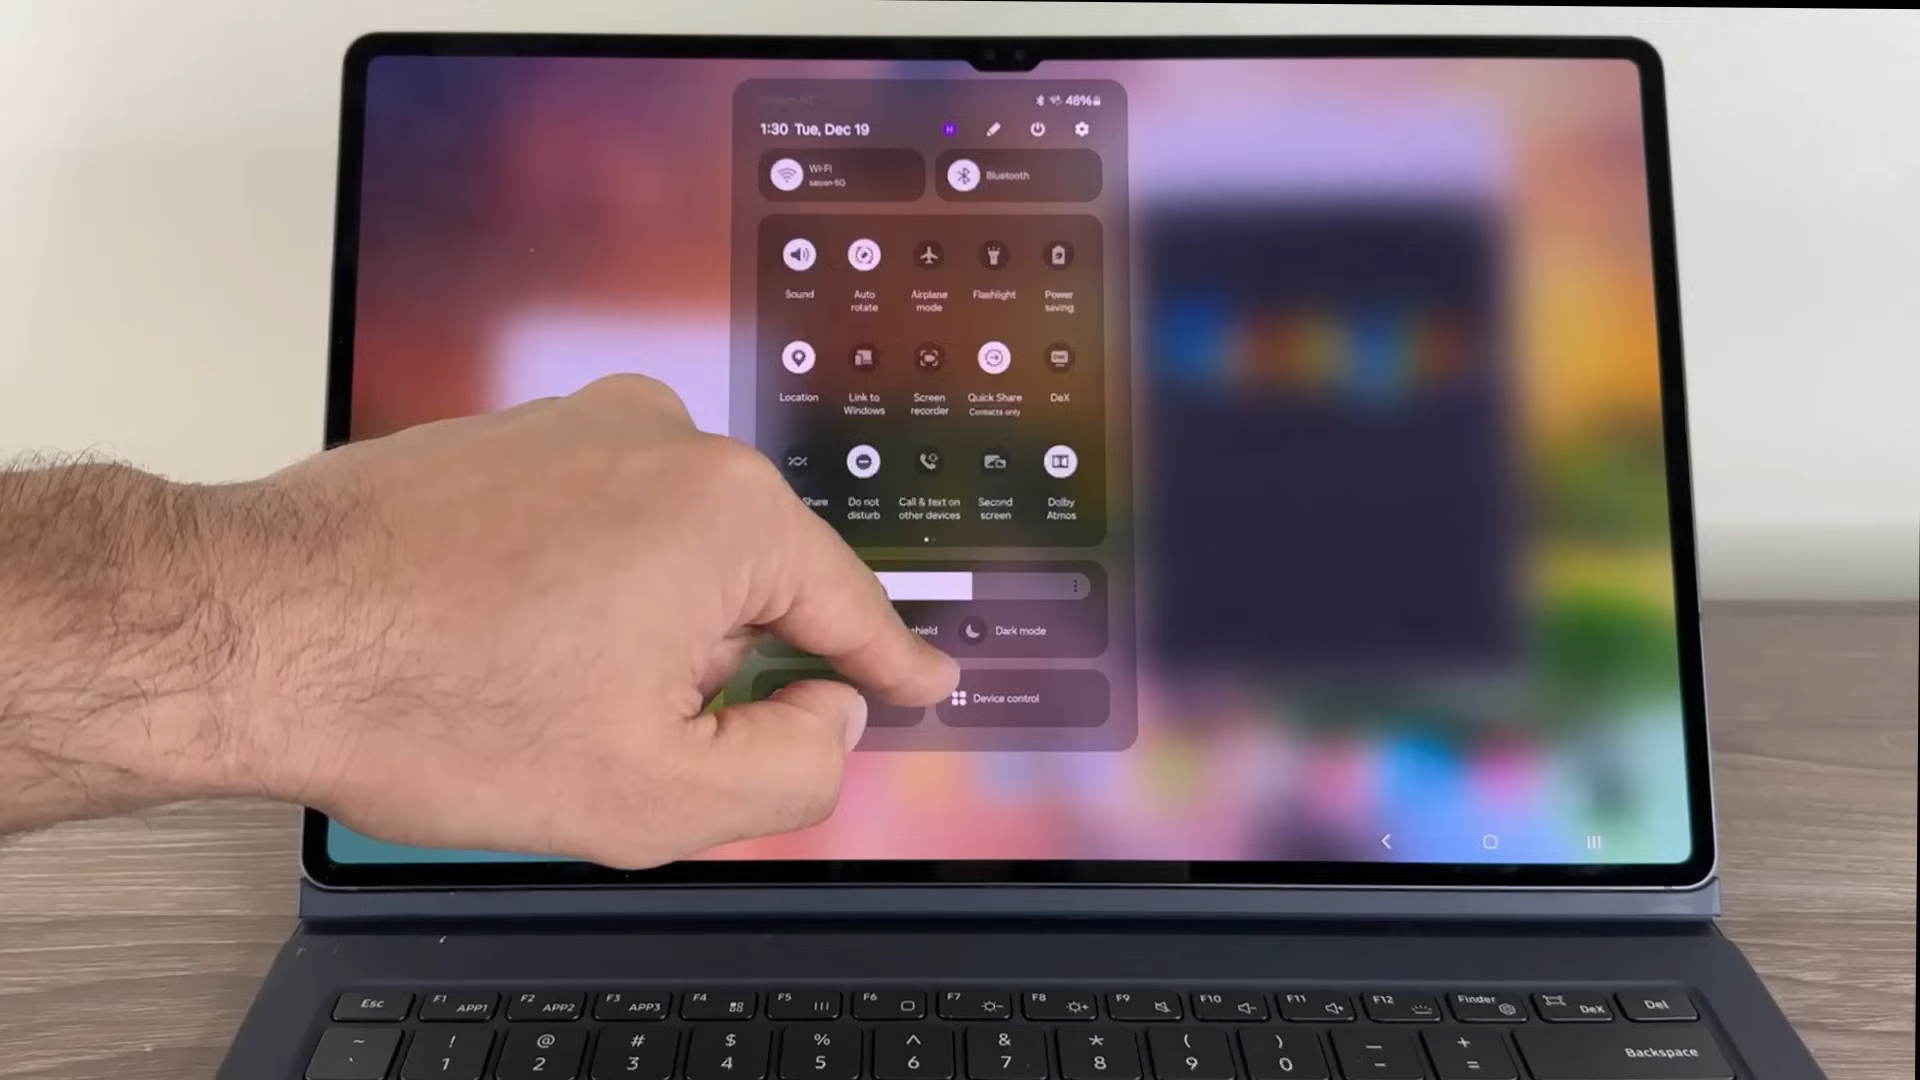 48%
1:30 Tue, Dec 19
H
Wi-Fi
Bluetooth
Sound
Auto
rotate
Airplane
mode
Flashlight
Power
saving
Location
Link to
Windows
Screen
recorder
Quick Share
Contacts only
DeX
Share
Do not
disturb
Call & text on
other devices
Second
screen
Dolby
Atmos
shield
Dark mode
Device control
Esc
F1 APP1
F2 APP2
F3 APP3
F4
F5
F6
F7
F8
F9
F10
F11
F12
Finder
DeX
Del
~ `
! 1
@ 2
# 3
$ 4
% 5
^ 6
& 7
* 8
( 9
) 0
_ -
+ =
Backspace